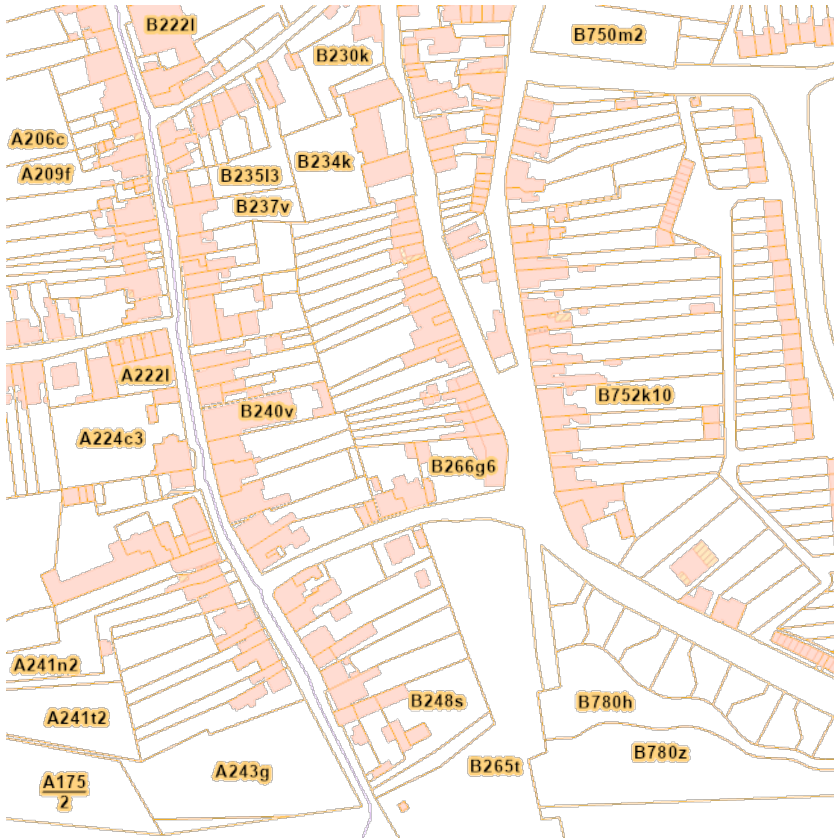 B222l
B750m2
B230k
A206c
B234k
A209f
B235l3
B237v
A222l
B752k10
B240v
A224c3
B266g6
A241n2
B248s
B780h
A241t2
B780z
B265t
A243g
A175
2